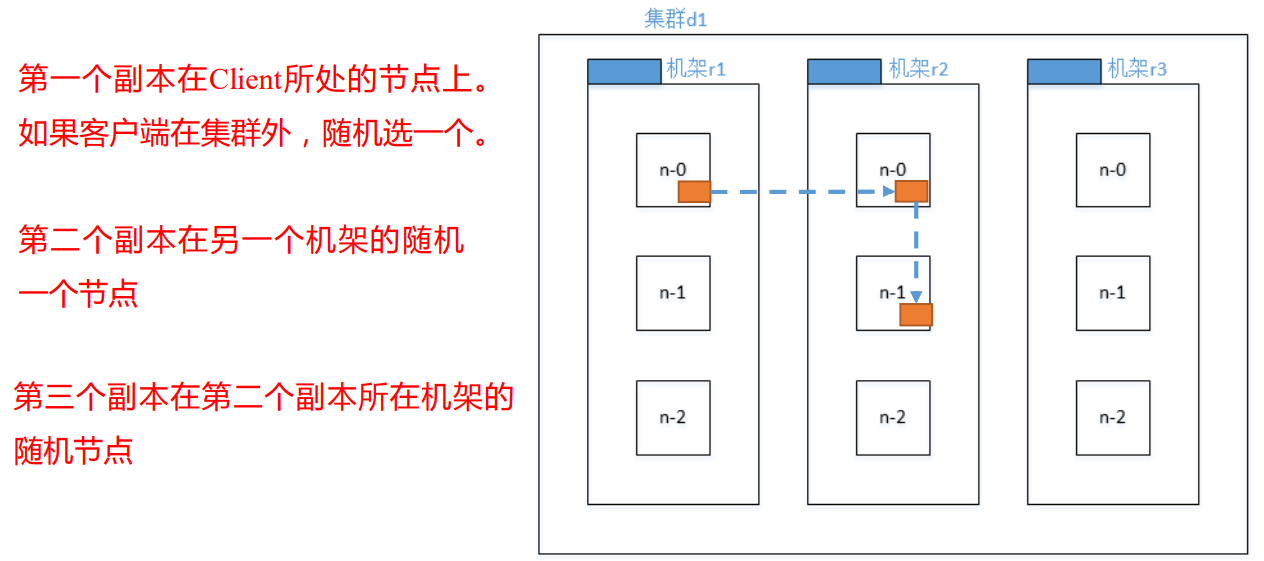 第一个副本在Client所处的节点上。
如果客户端在集群外，随机选一个。
第二个副本在另一个机架的随机
一个节点
第三个副本在第二个副本所在机架的
随机节点
集群d1
机架r1
机架r2
机架r3
n-0
n-0
n-0
n-1
n-1
n-1
n-2
n-2
n-2